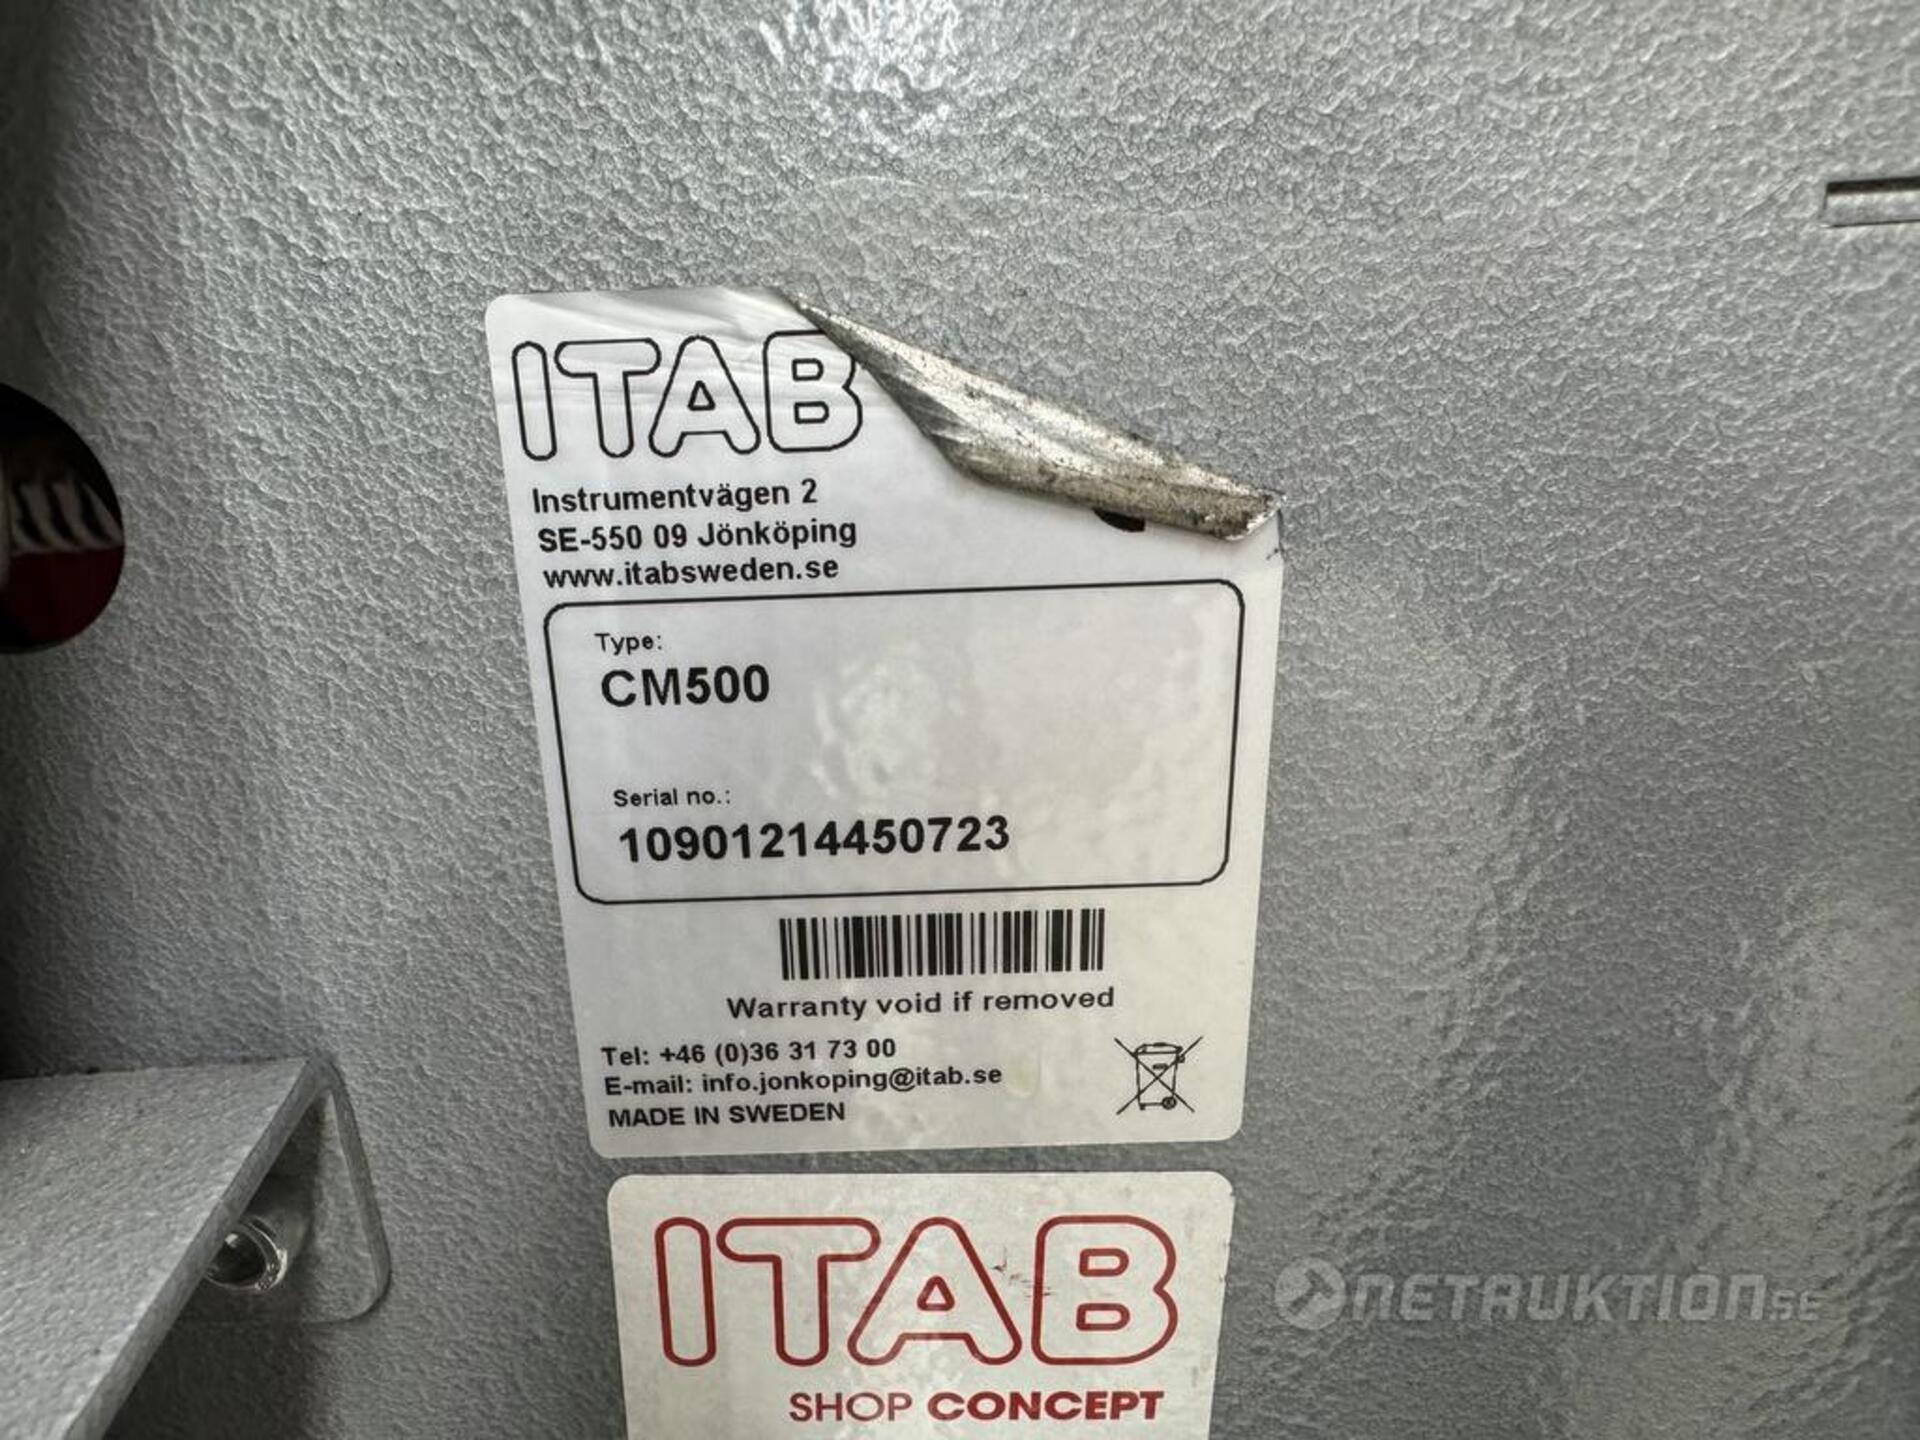 ITAB
Instrumentvägen 2
SE-550 09 Jönköping
www.itabsweden.se
Type:
CM500
Serial no.:
10901214450723
Warranty void if removed
Tel: +46 (0)36 31 73 00
E-mail: info.jonkoping@itab.se
MADE IN SWEDEN
ITAB
SHOP CONCEPT
NETAUKTION.SE